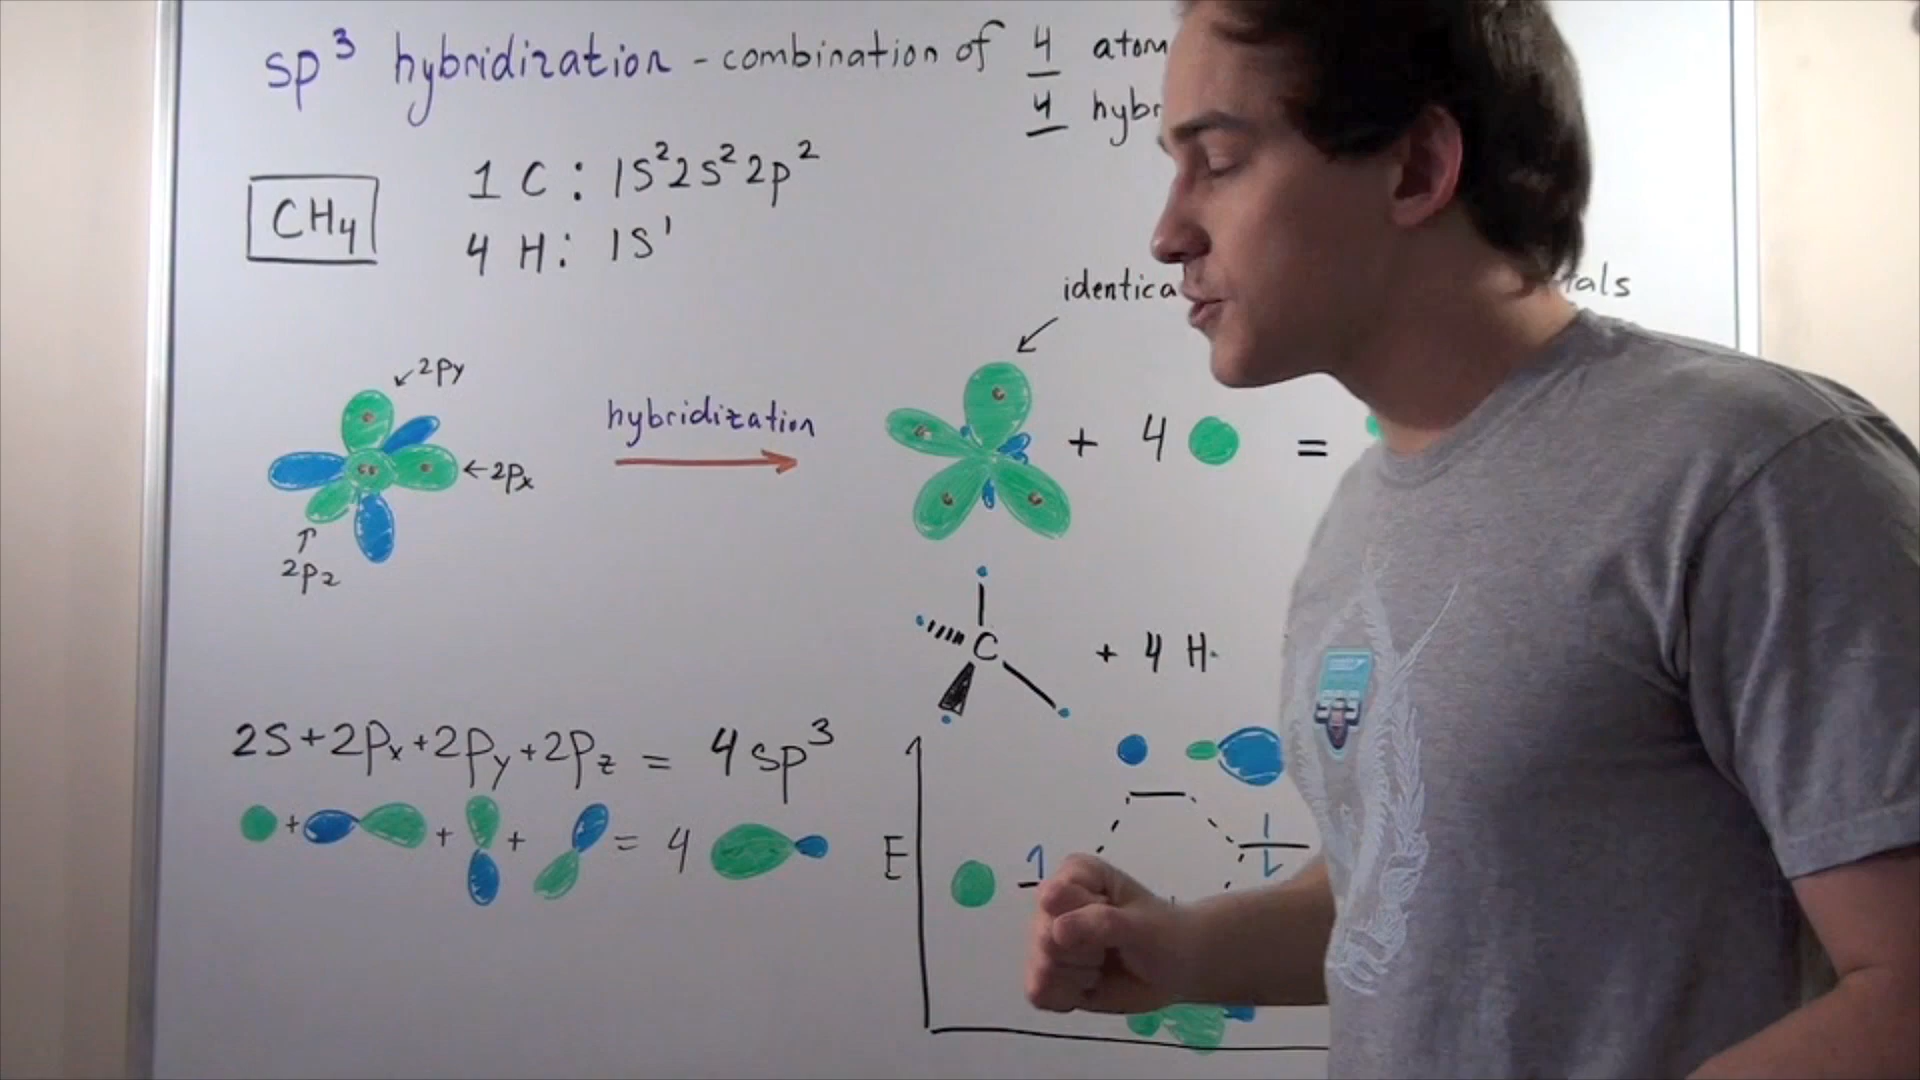 sp³ hybridization - combination of 4 atom
4 hybr
CH₄
1 C : 1S²2S²2p²
4 H : 1S¹
2py
2px
2pz
hybridization
identica
tals
+ 4 =
C + 4 H·
2S+2px+2py+2pz = 4 sp³
+ + + = 4
E
1